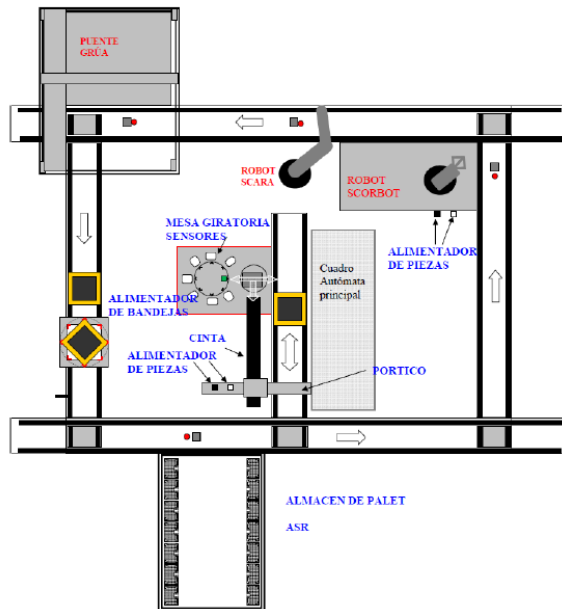 PUENTE
GRÚA
ROBOT
SCARA
ROBOT
SCORBOT
MESA GIRATORIA
SENSORES
ALIMENTADOR
DE PIEZAS
Cuadro
Autómata
principal
ALIMENTADOR
DE BANDEJAS
CINTA
ALIMENTADOR
DE PIEZAS
PORTICO
ALMACEN DE PALET
ASR